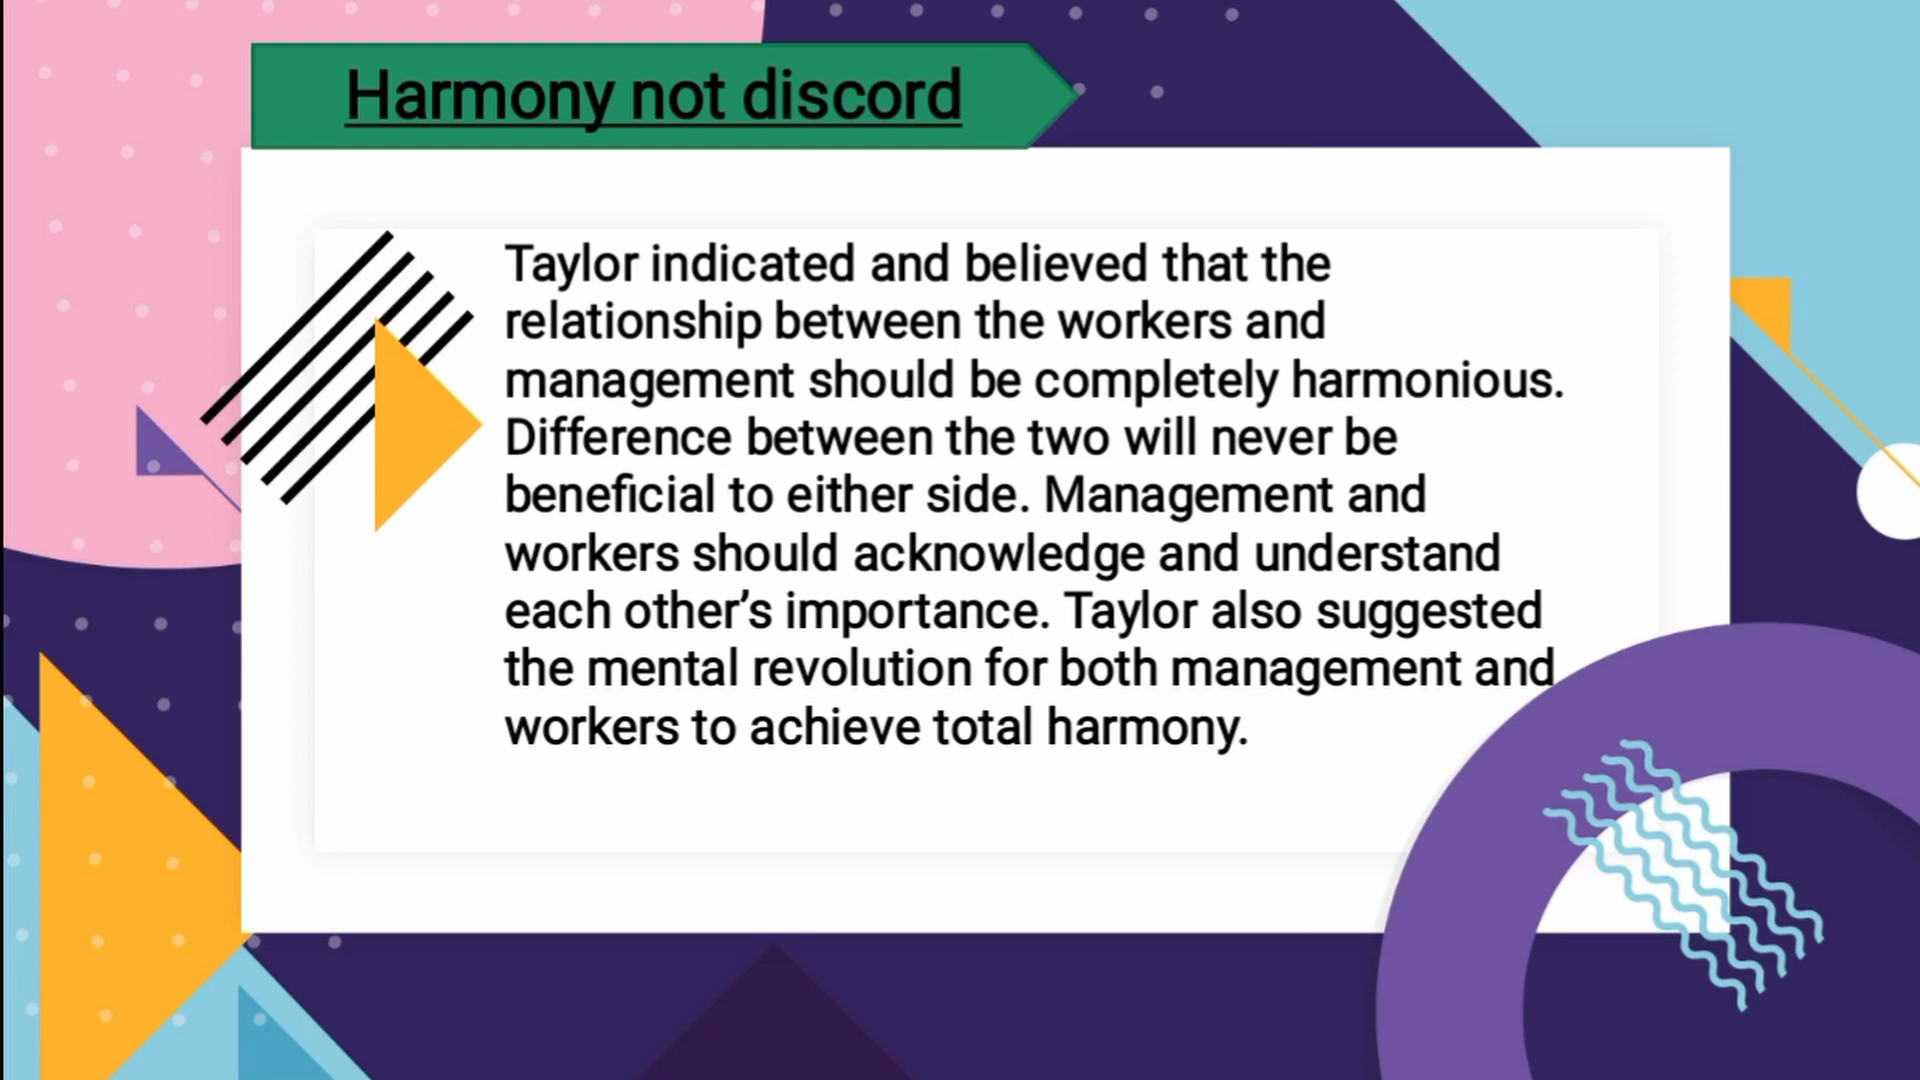 Harmony not discord
Taylor indicated and believed that the
relationship between the workers and
management should be completely harmonious.
Difference between the two will never be
beneficial to either side. Management and
workers should acknowledge and understand
each other’s importance. Taylor also suggested
the mental revolution for both management and
workers to achieve total harmony.